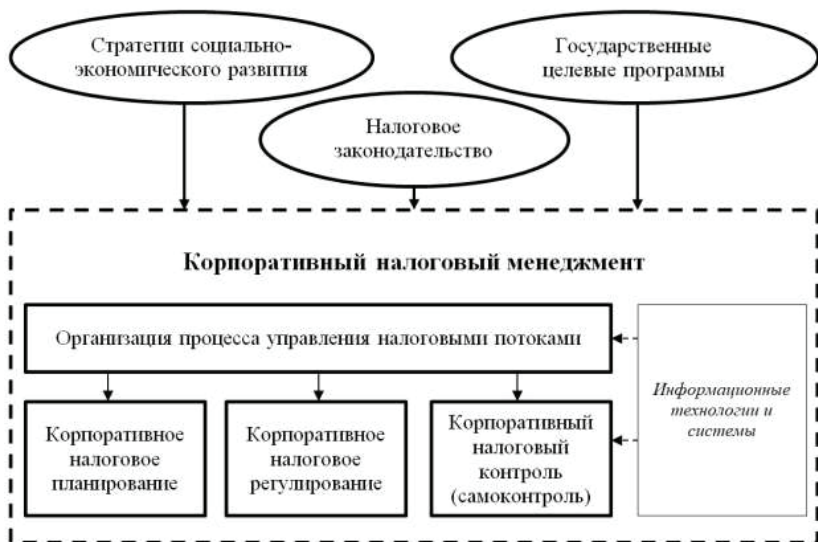 Стратегии социально-
экономического развития
Государственные
целевые программы
Налоговое
законодательство
Корпоративный налоговый менеджмент
Организация процесса управления налоговыми потоками
Информационные
технологии и
системы
Корпоративное
налоговое
планирование
Корпоративное
налоговое
регулирование
Корпоративный
налоговый
контроль
(самоконтроль)